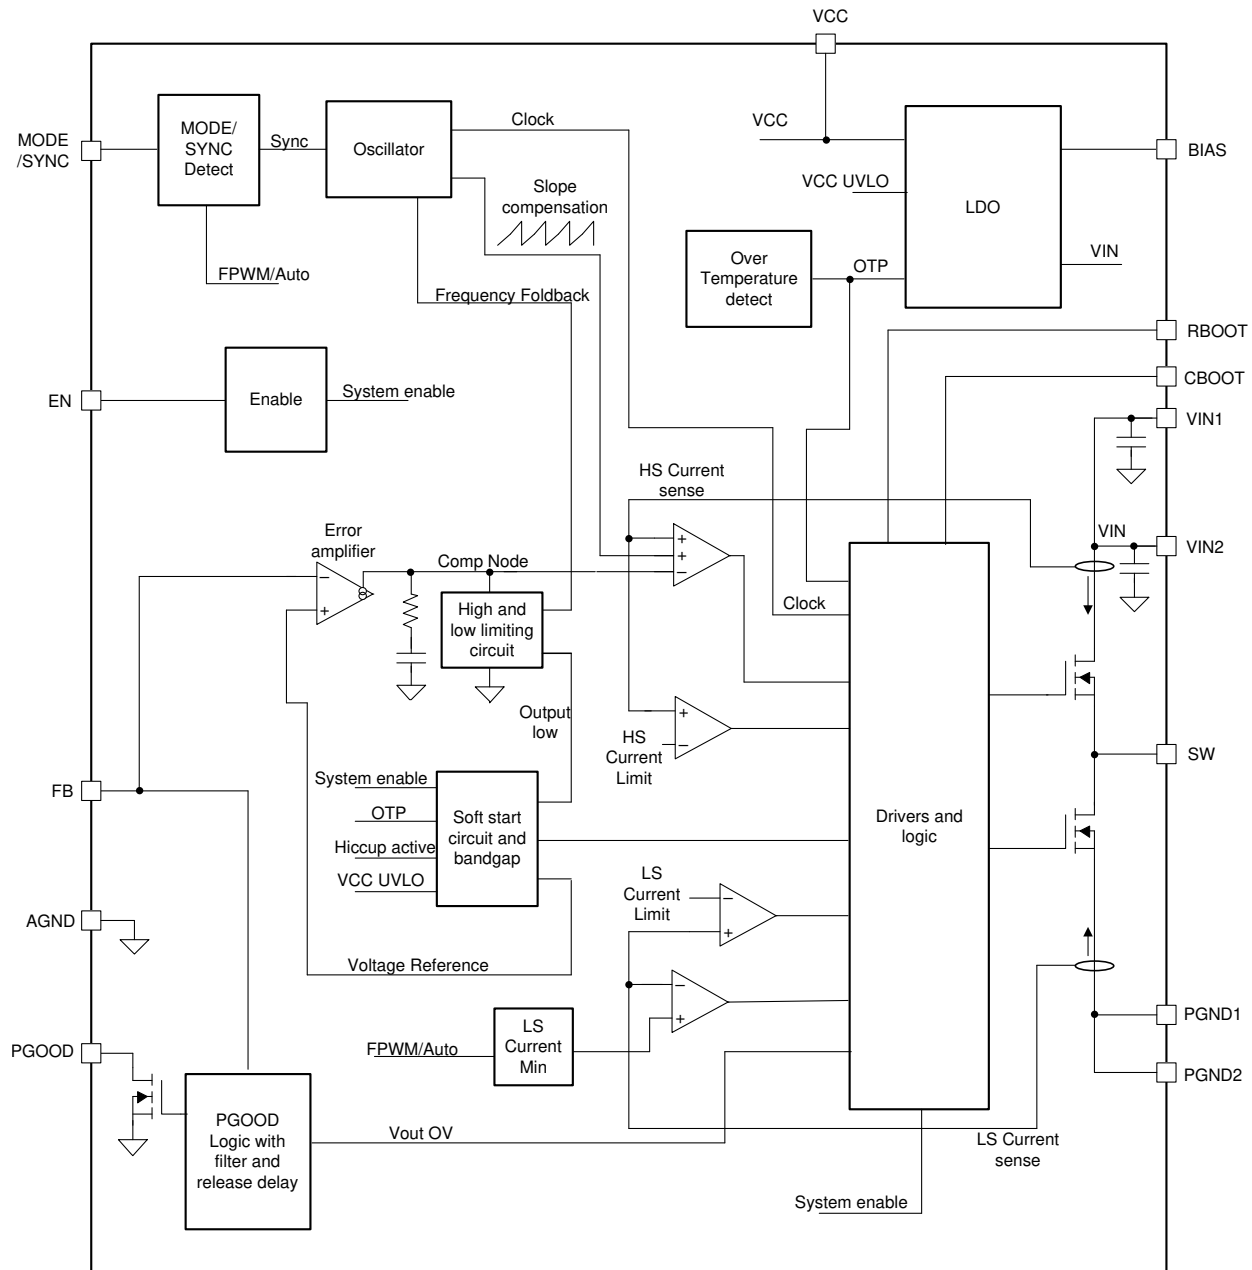 VCC
MODE
/SYNC
MODE/
SYNC
Detect
Sync
Oscillator
Clock
VCC
VCC UVLO
LDO
BIAS
VIN
Slope
compensation
Over
Temperature
detect
OTP
FPWM/Auto
Frequency Foldback
RBOOT
CBOOT
EN
Enable
System enable
VIN1
HS Current
sense
VIN
VIN2
Error
amplifier
Comp Node
−
+
+
+
−
High and
low limiting
circuit
Clock
Output
low
+
−
HS
Current
Limit
SW
FB
System enable
OTP
Hiccup active
VCC UVLO
Soft start
circuit and
bandgap
Drivers and
logic
LS
Current
Limit
−
+
AGND
Voltage Reference
−
+
LS
Current
Min
FPWM/Auto
PGND1
PGOOD
PGND2
PGOOD
Logic with
filter and
release delay
Vout OV
LS Current
sense
System enable